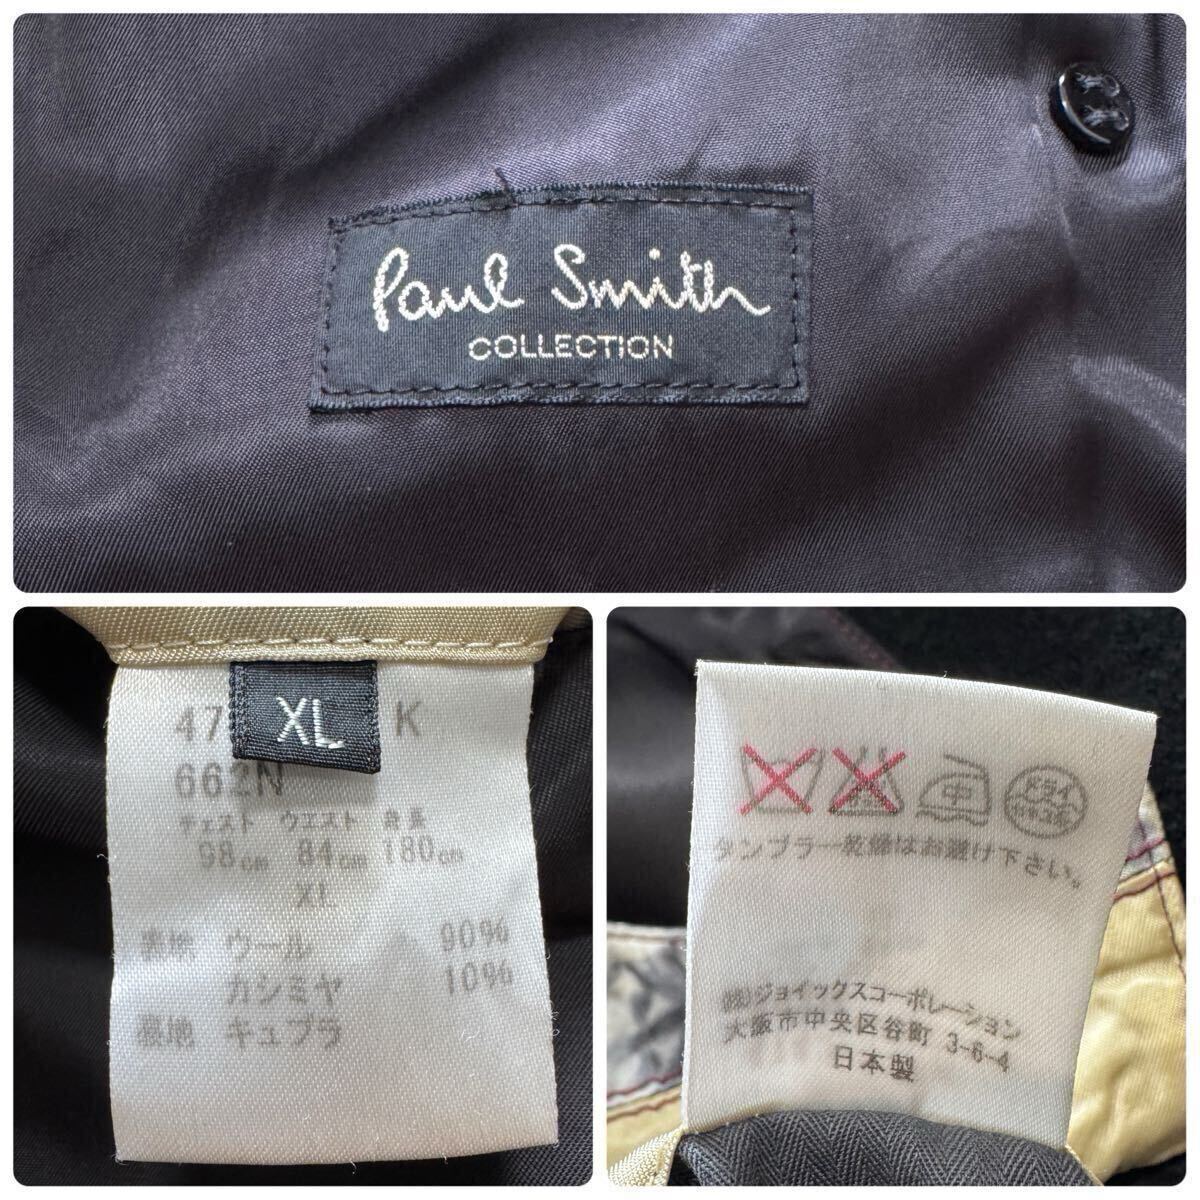 Paul Smith
COLLECTION
XL
47 K
662N
チェスト ウエスト 身長
98cm 84cm 180cm
XL
表地 ウール 90%
カシミヤ 10%
裏地 キュプラ
中
ドライ
タンブラー乾燥はお避け下さい。
(株)ジョイックスコーポレーション
大阪市中央区谷町 3-6-4
日本製